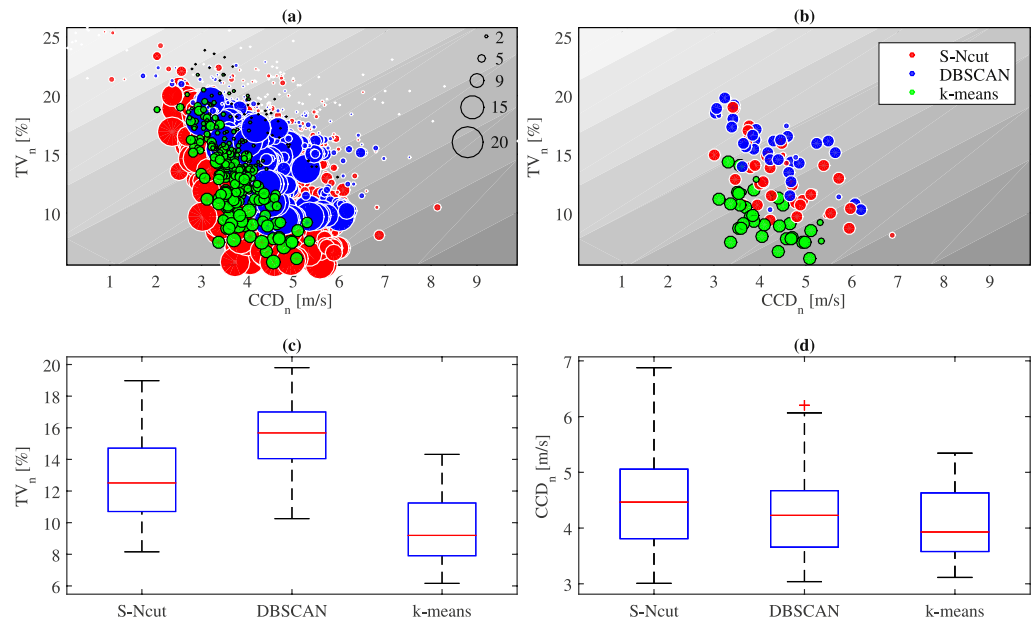 (a)
25
20
15
10
TV_n [%]
1 2 3 4 5 6 7 8 9
CCD_n [m/s]
2
5
9
15
20
(b)
25
20
15
10
TV_n [%]
1 2 3 4 5 6 7 8 9
CCD_n [m/s]
S-Ncut
DBSCAN
k-means
(c)
20
18
16
14
12
10
8
6
TV_n [%]
S-Ncut DBSCAN k-means
(d)
7
6
5
4
3
CCD_n [m/s]
S-Ncut DBSCAN k-means